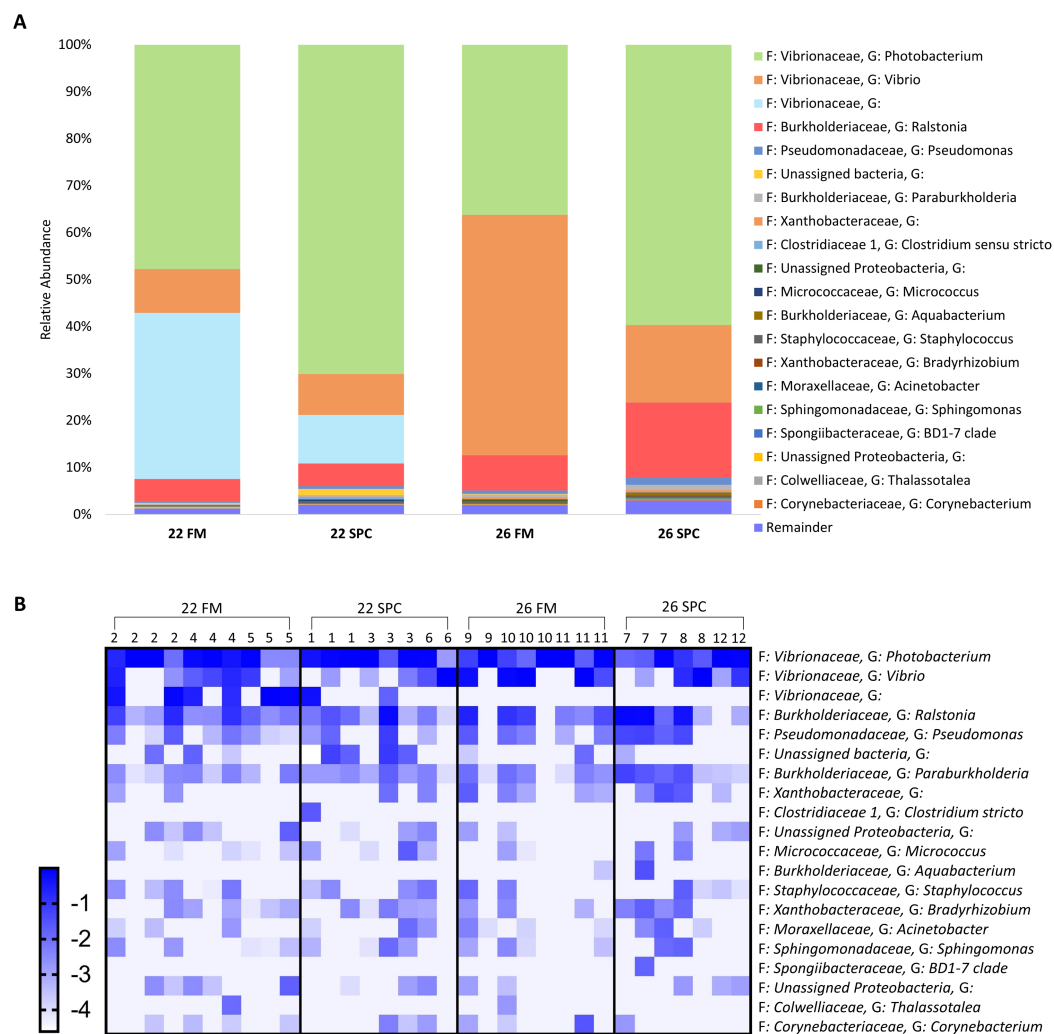 A
100%
90%
80%
70%
60%
50%
40%
30%
20%
10%
0%
Relative Abundance
22 FM 22 SPC 26 FM 26 SPC
F: Vibrionaceae, G: Photobacterium
F: Vibrionaceae, G: Vibrio
F: Vibrionaceae, G:
F: Burkholderiaceae, G: Ralstonia
F: Pseudomonadaceae, G: Pseudomonas
F: Unassigned bacteria, G:
F: Burkholderiaceae, G: Paraburkholderia
F: Xanthobacteraceae, G:
F: Clostridiaceae 1, G: Clostridium sensu stricto
F: Unassigned Proteobacteria, G:
F: Micrococcaceae, G: Micrococcus
F: Burkholderiaceae, G: Aquabacterium
F: Staphylococcaceae, G: Staphylococcus
F: Xanthobacteraceae, G: Bradyrhizobium
F: Moraxellaceae, G: Acinetobacter
F: Sphingomonadaceae, G: Sphingomonas
F: Spongiibacteraceae, G: BD1-7 clade
F: Unassigned Proteobacteria, G:
F: Colwelliaceae, G: Thalassotalea
F: Corynebacteriaceae, G: Corynebacterium
Remainder
B
22 FM 22 SPC 26 FM 26 SPC
2 2 2 2 4 4 4 5 5 5 1 1 1 3 3 3 6 6 9 9 10 10 10 11 11 11 7 7 7 8 8 12 12
F: Vibrionaceae, G: Photobacterium
F: Vibrionaceae, G: Vibrio
F: Vibrionaceae, G:
F: Burkholderiaceae, G: Ralstonia
F: Pseudomonadaceae, G: Pseudomonas
F: Unassigned bacteria, G:
F: Burkholderiaceae, G: Paraburkholderia
F: Xanthobacteraceae, G:
F: Clostridiaceae 1, G: Clostridium stricto
F: Unassigned Proteobacteria, G:
F: Micrococcaceae, G: Micrococcus
F: Burkholderiaceae, G: Aquabacterium
F: Staphylococcaceae, G: Staphylococcus
F: Xanthobacteraceae, G: Bradyrhizobium
F: Moraxellaceae, G: Acinetobacter
F: Sphingomonadaceae, G: Sphingomonas
F: Spongiibacteraceae, G: BD1-7 clade
F: Unassigned Proteobacteria, G:
F: Colwelliaceae, G: Thalassotalea
F: Corynebacteriaceae, G: Corynebacterium
-1
-2
-3
-4